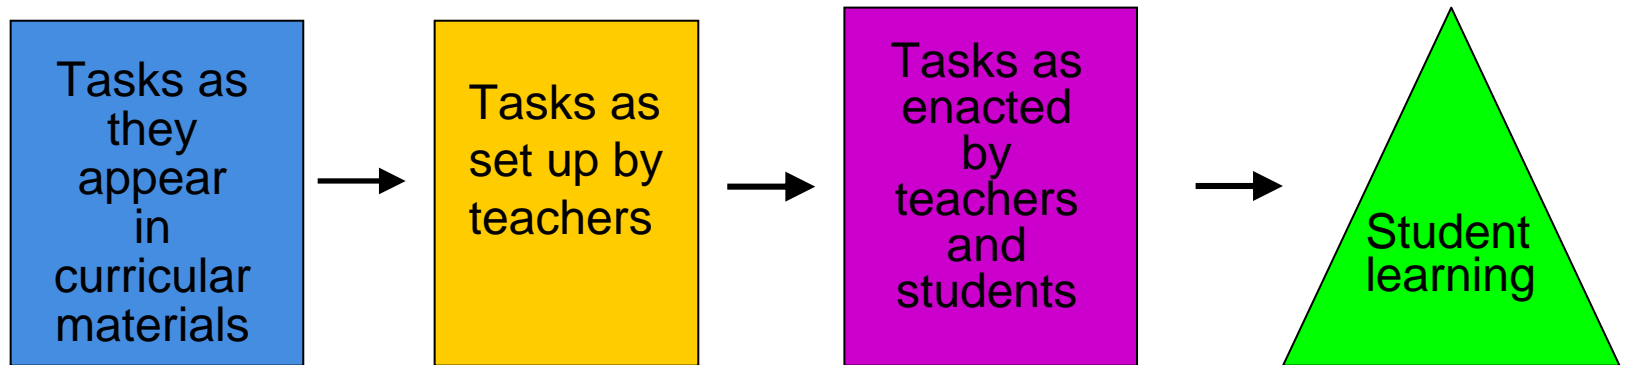 Tasks as
they
appear
in
curricular
materials
Tasks as
set up by
teachers
Tasks as
enacted
by
teachers
and
students
Student
learning